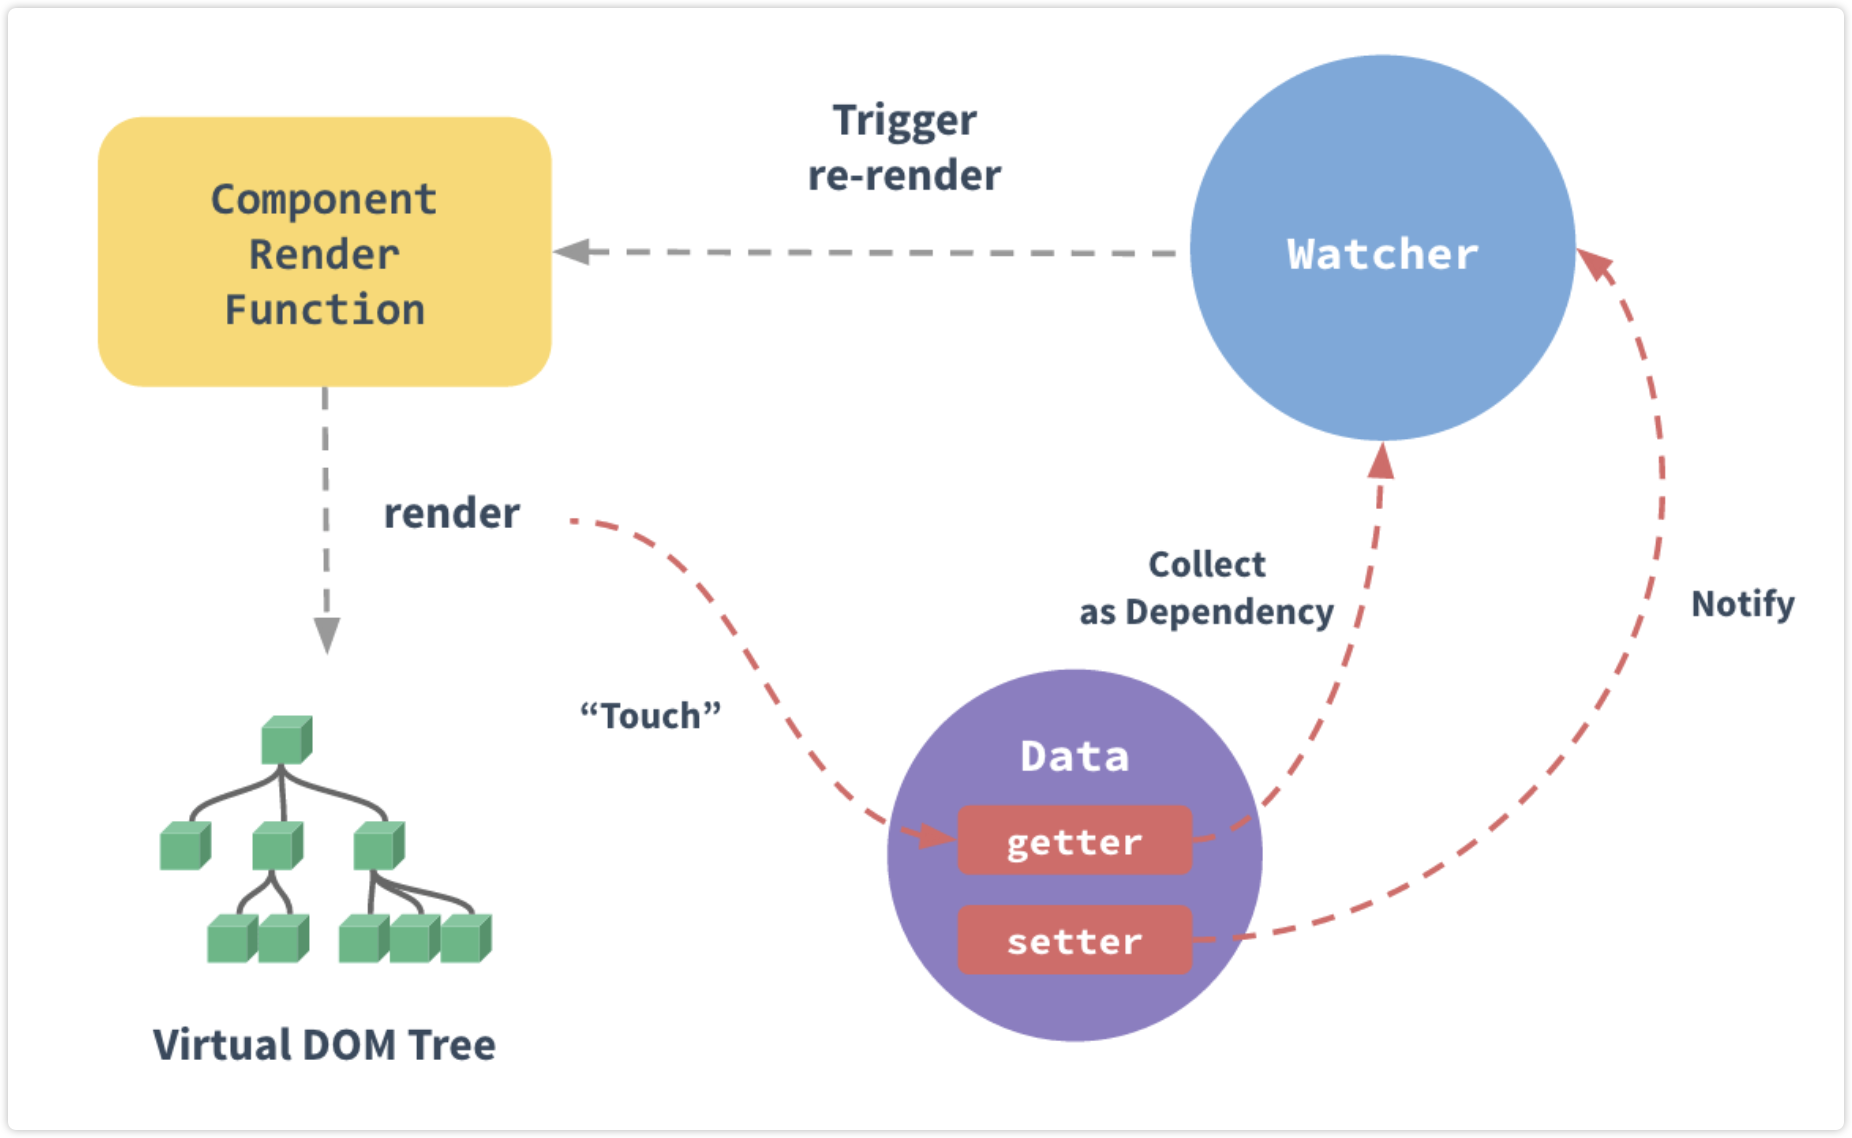 Trigger
re-render
Component
Render
Function
Watcher
render
Collect
as Dependency
Notify
“Touch”
Data
getter
setter
Virtual DOM Tree